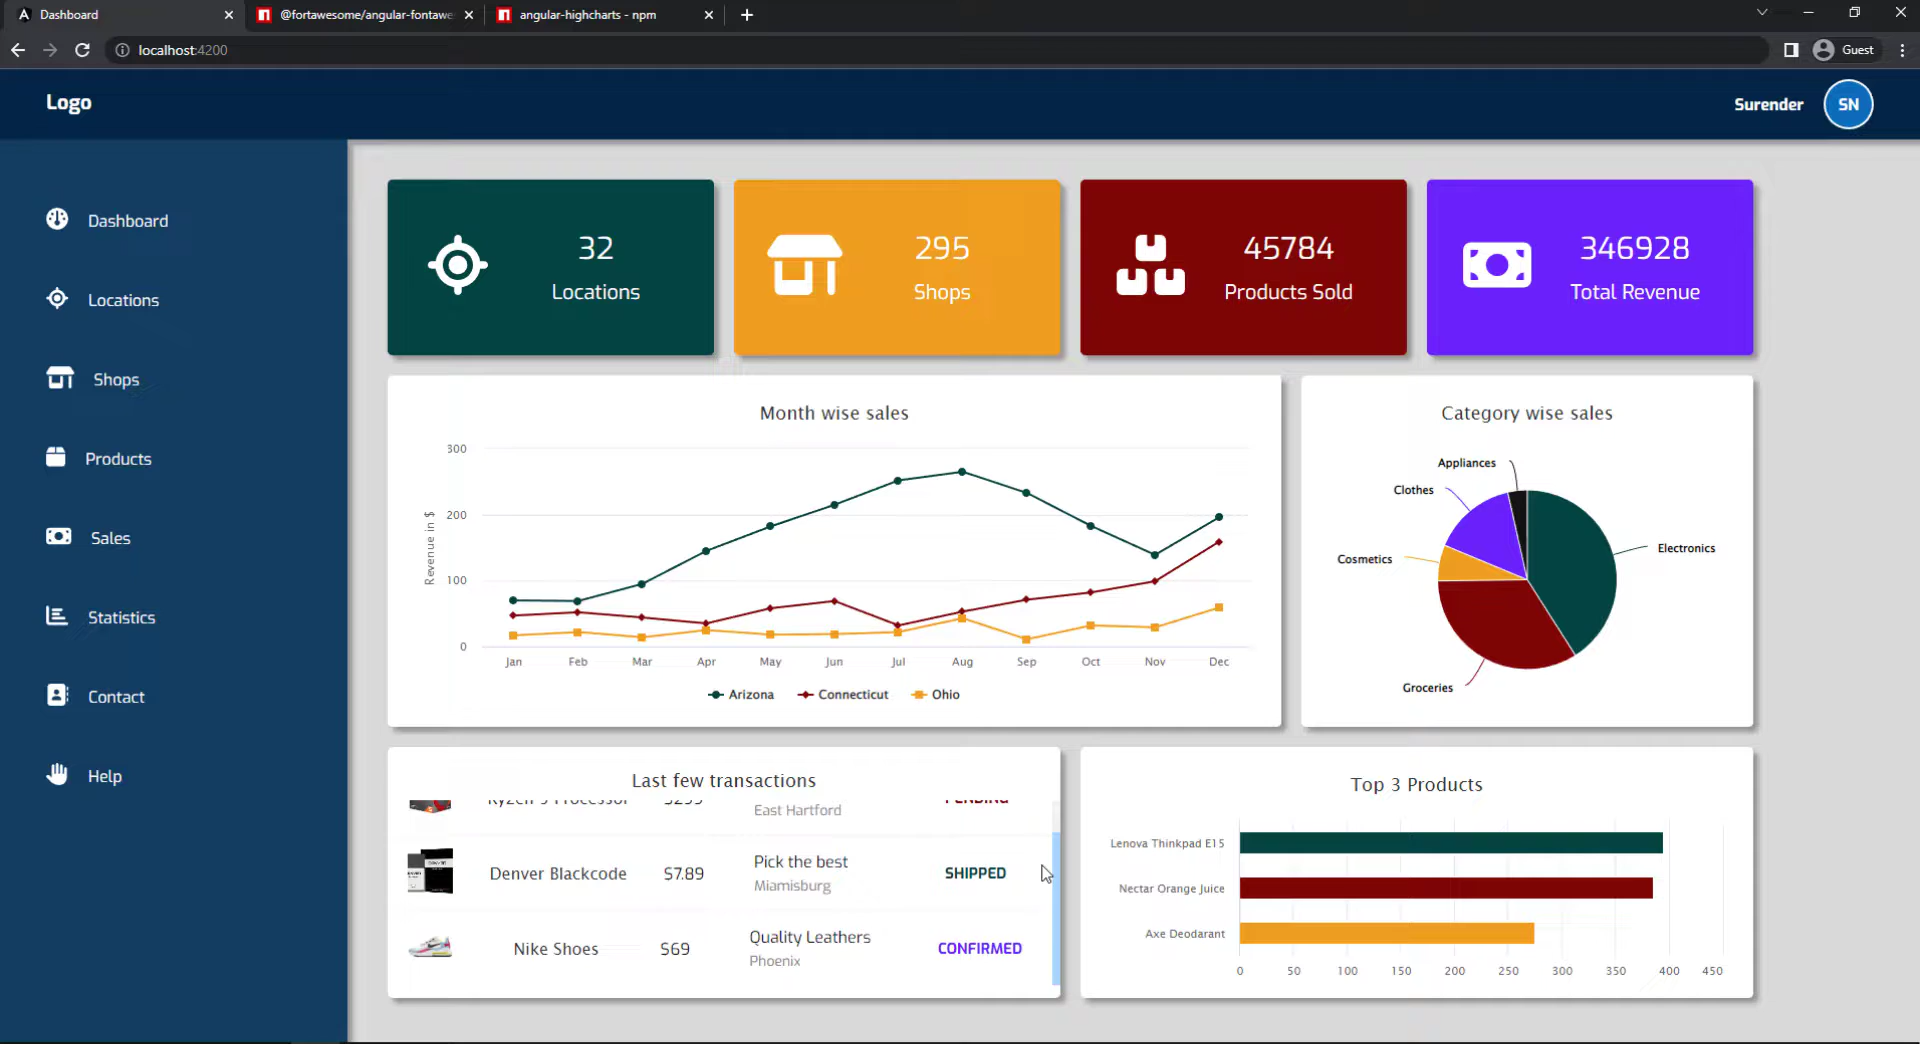 Dashboard
@fortawesome/angular-fontawe
angular-highcharts - npm
localhost:4200
Guest
Logo
Surender
SN
Dashboard
Locations
Shops
Products
Sales
Statistics
Contact
Help
32
Locations
295
Shops
45784
Products Sold
346928
Total Revenue
Month wise sales
Revenue in $
300
200
100
0
Jan Feb Mar Apr May Jun Jul Aug Sep Oct Nov Dec
Arizona Connecticut Ohio
Category wise sales
Appliances
Clothes
Electronics
Cosmetics
Groceries
Last few transactions
Ryzen 9 Processor $299 PENDING
East Hartford
Denver Blackcode $7.89 Pick the best SHIPPED
Miamisburg
Nike Shoes $69 Quality Leathers CONFIRMED
Phoenix
Top 3 Products
Lenova Thinkpad E15
Nectar Orange Juice
Axe Deodarant
0 50 100 150 200 250 300 350 400 450